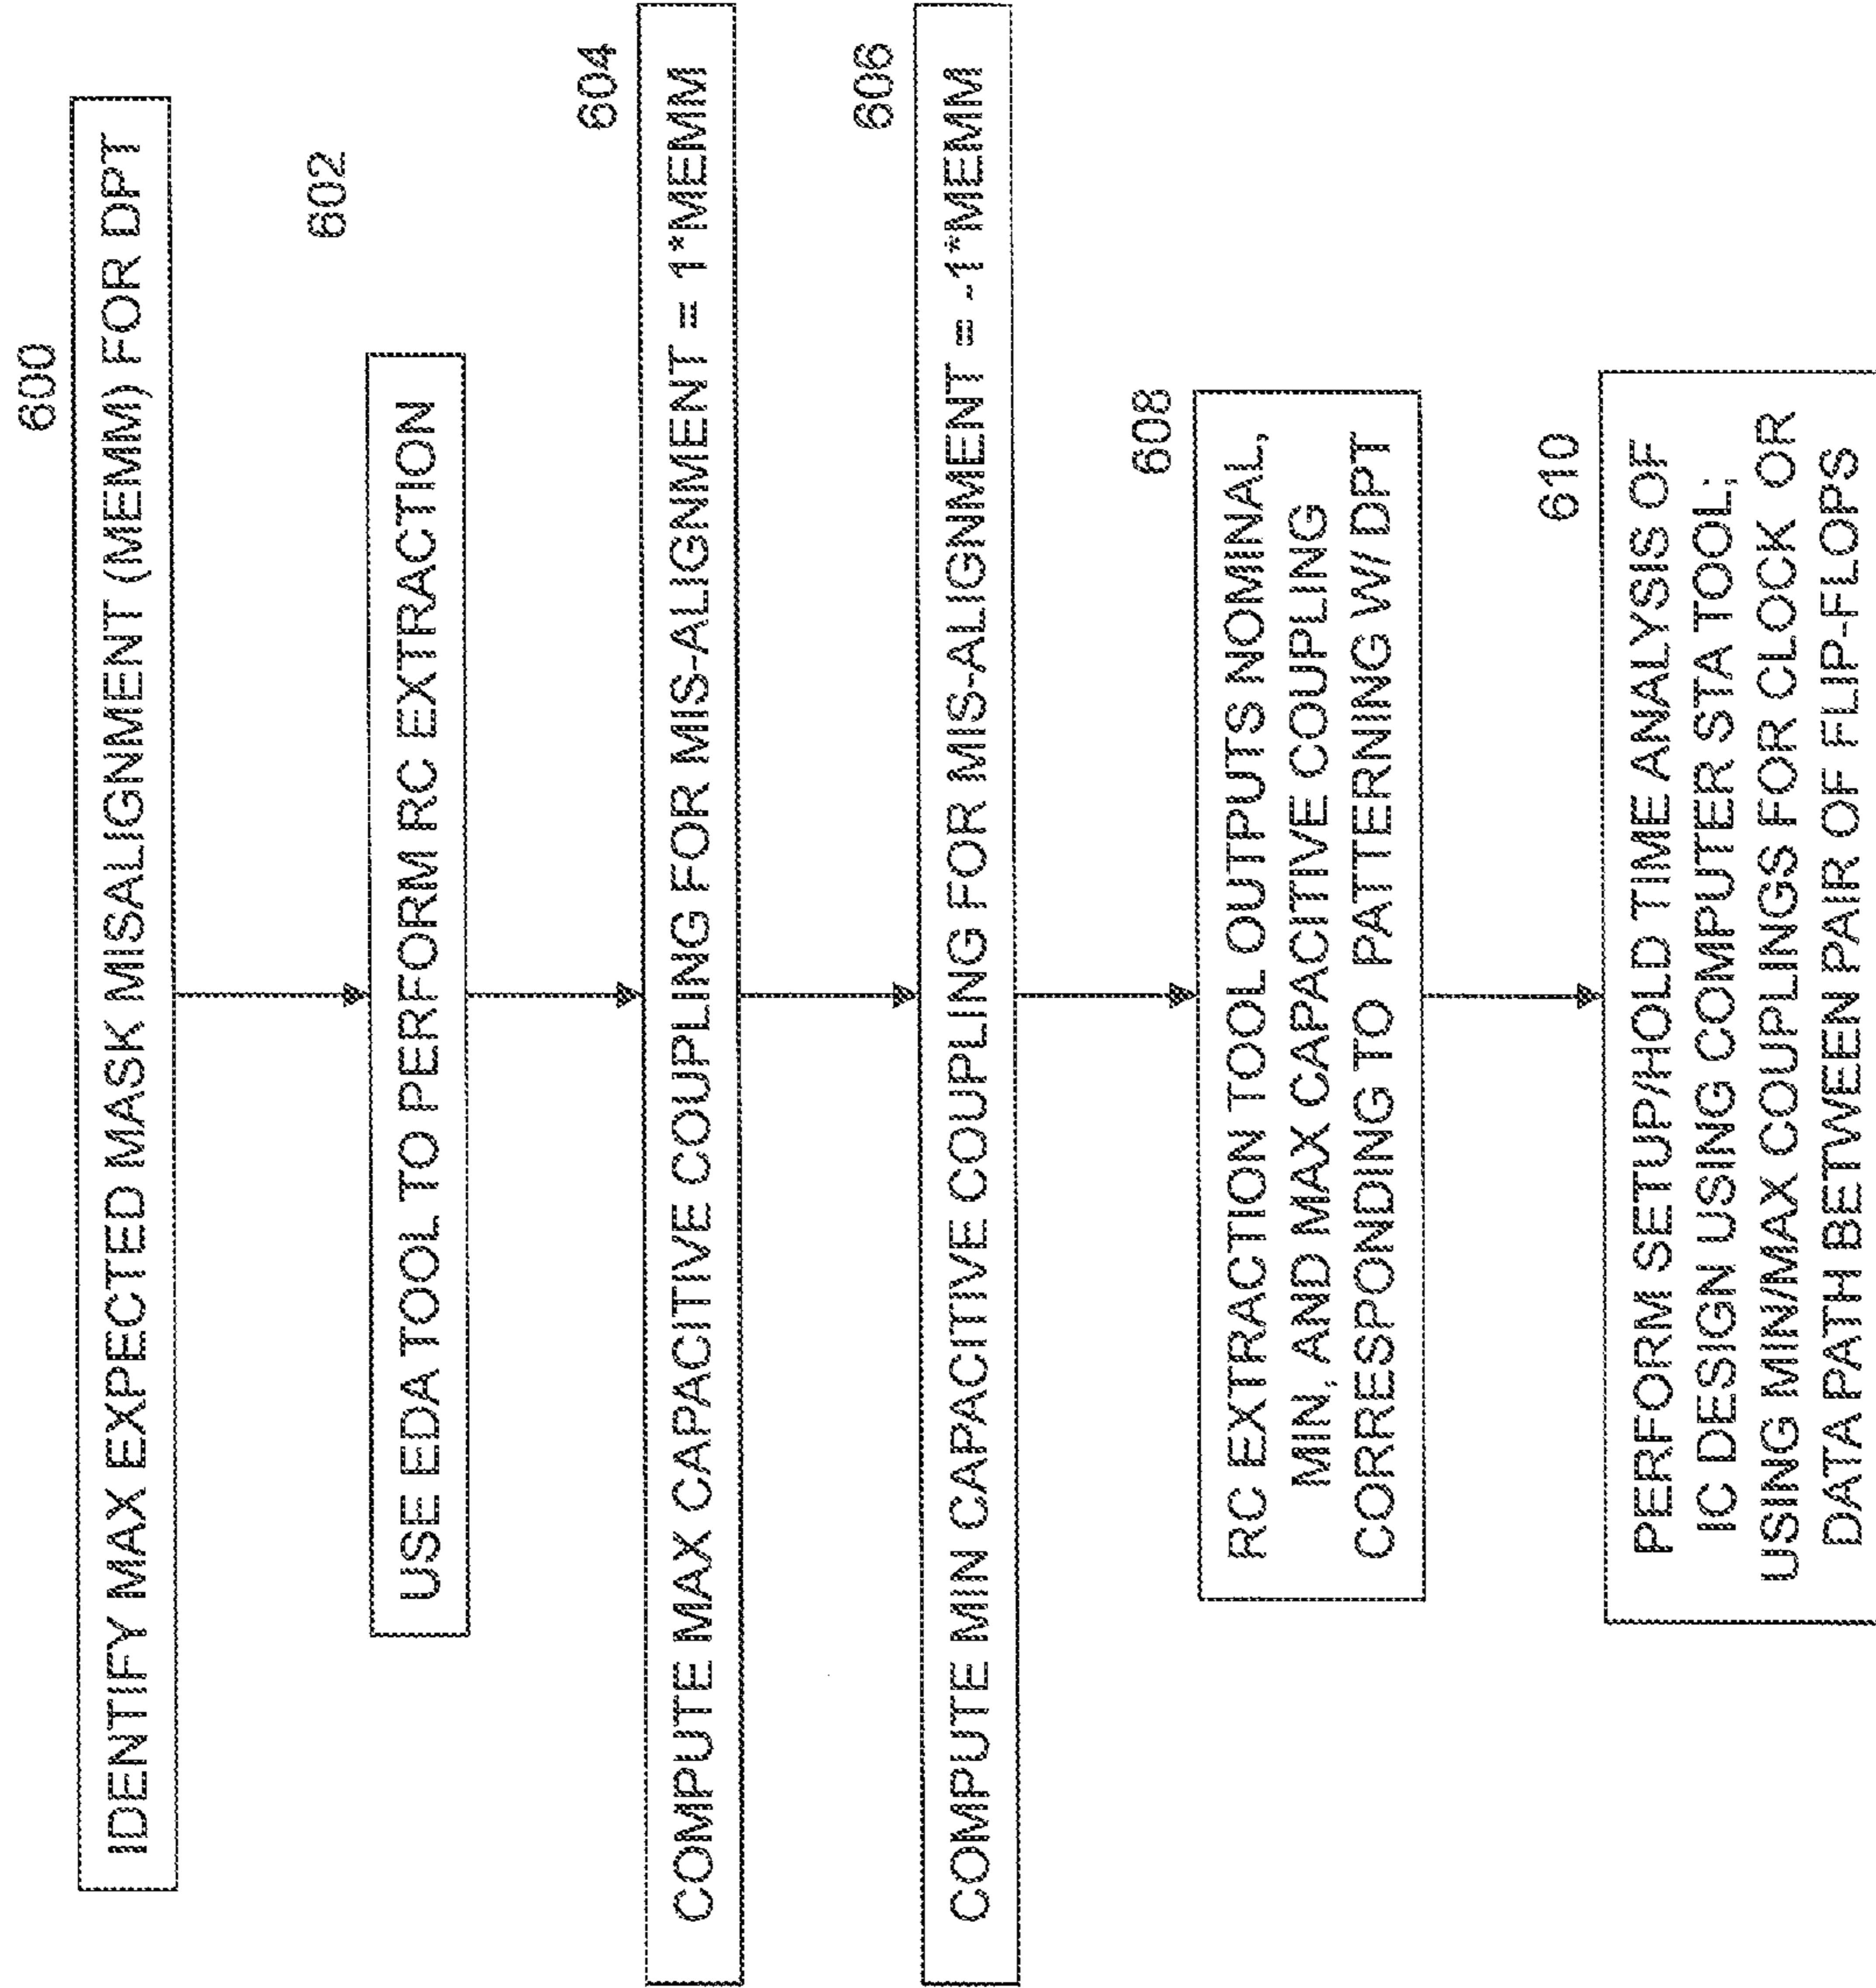 600
IDENTIFY MAX EXPECTED MASK MISALIGNMENT (MEMM) FOR DPT
602
USE EDA TOOL TO PERFORM RC EXTRACTION
604
COMPUTE MAX CAPACITIVE COUPLING FOR MIS-ALIGNMENT = 1*MEMM
606
COMPUTE MIN CAPACITIVE COUPLING FOR MIS-ALIGNMENT = -1*MEMM
608
RC EXTRACTION TOOL OUTPUTS NOMINAL,
MIN, AND MAX CAPACITIVE COUPLING
CORRESPONDING TO PATTERNING W/ DPT
610
PERFORM SETUP/HOLD TIME ANALYSIS OF
IC DESIGN USING COMPUTER STA TOOL;
USING MIN/MAX COUPLINGS FOR CLOCK OR
DATA PATH BETWEEN PAIR OF FLIP-FLOPS